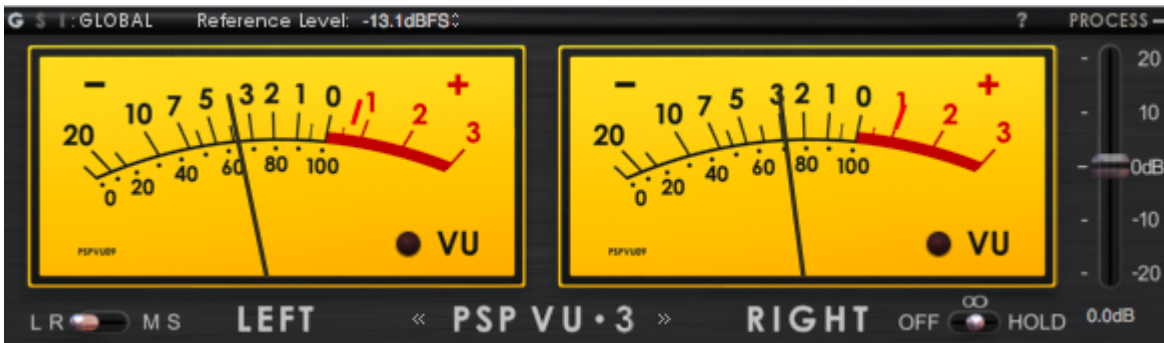 G S I :GLOBAL Reference Level: -13.1dBFS ? PROCESS
- 20 10 7 5 3 2 1 0 1 2 3 +
0 20 40 60 80 100
PSPVU09 VU
- 20 10 7 5 3 2 1 0 1 2 3 +
0 20 40 60 80 100
PSPVU09 VU
20
10
0dB
-10
-20
0.0dB
L R M S LEFT « PSP VU • 3 » RIGHT OFF ∞ HOLD